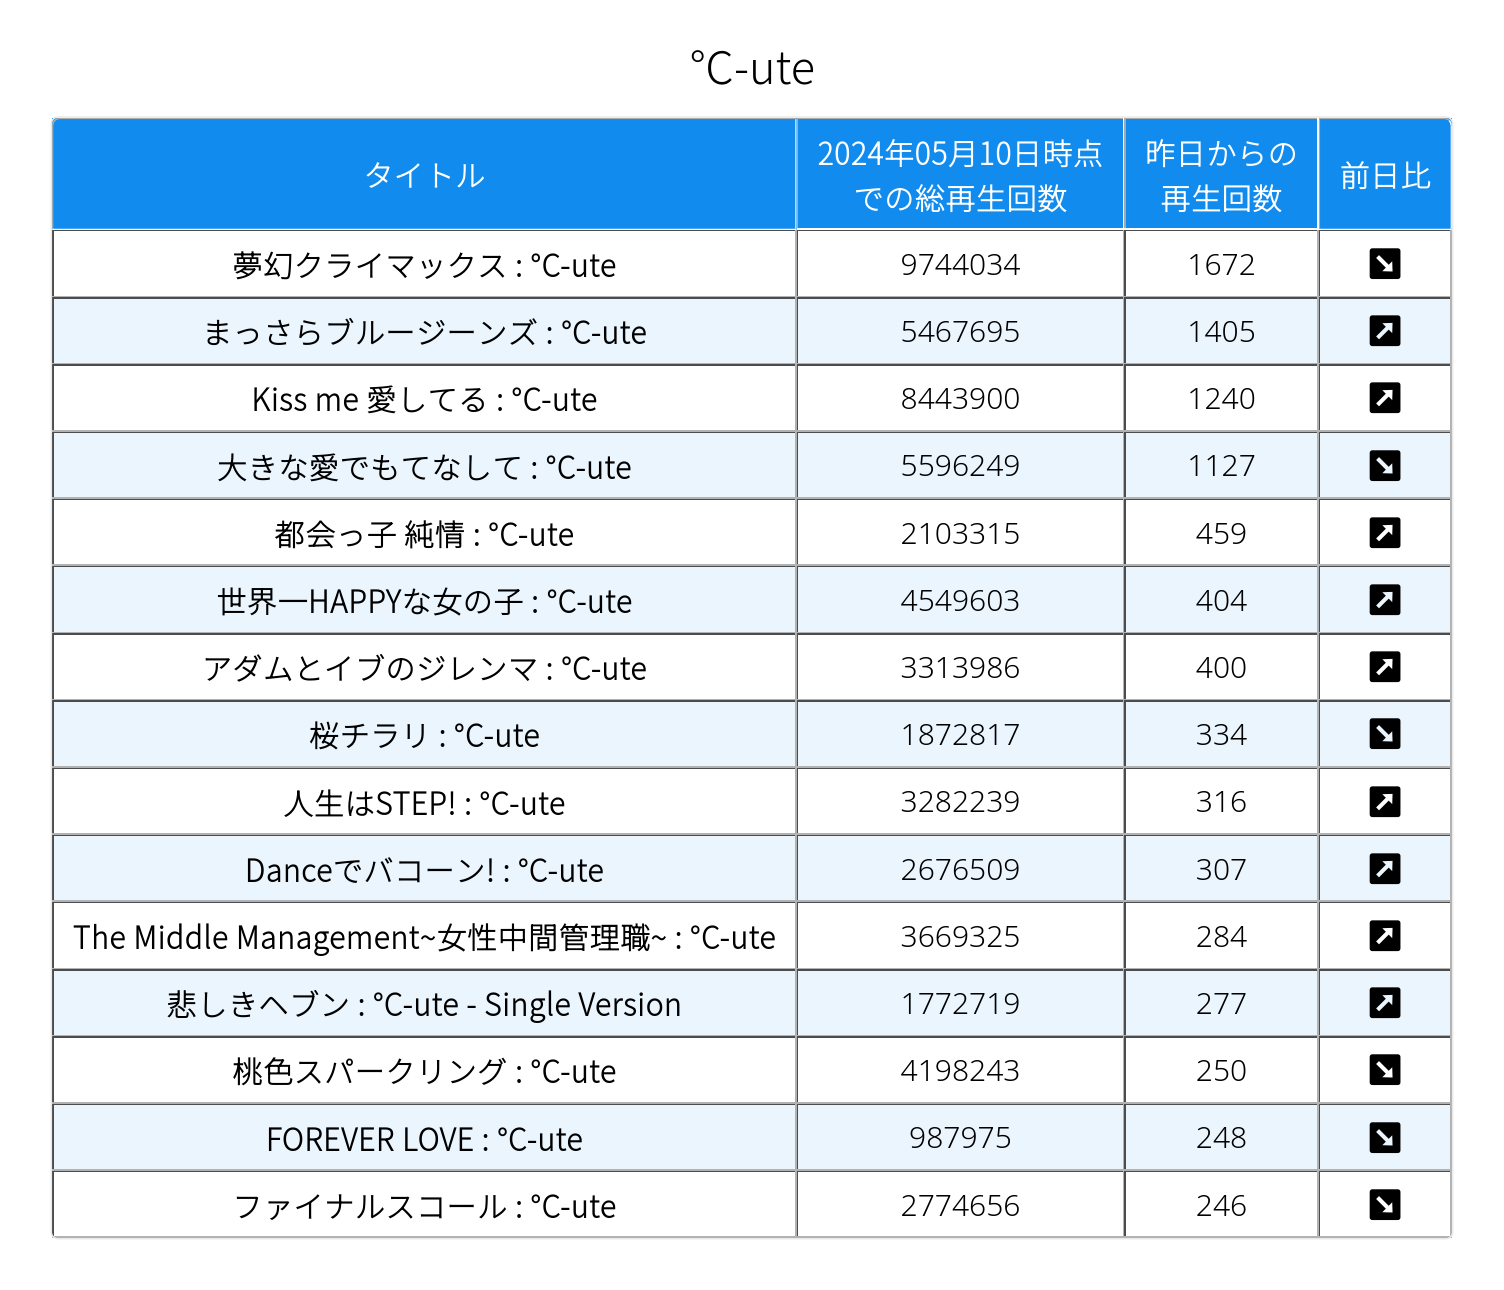 ℃-ute
タイトル 2024年05月10日時点での総再生回数 昨日からの再生回数 前日比
夢幻クライマックス : ℃-ute 9744034 1672 ↘
まっさらブルージーンズ : ℃-ute 5467695 1405 ↗
Kiss me 愛してる : ℃-ute 8443900 1240 ↗
大きな愛でもてなして : ℃-ute 5596249 1127 ↘
都会っ子 純情 : ℃-ute 2103315 459 ↗
世界一HAPPYな女の子 : ℃-ute 4549603 404 ↗
アダムとイブのジレンマ : ℃-ute 3313986 400 ↗
桜チラリ : ℃-ute 1872817 334 ↘
人生はSTEP! : ℃-ute 3282239 316 ↗
Danceでバコーン! : ℃-ute 2676509 307 ↗
The Middle Management~女性中間管理職~ : ℃-ute 3669325 284 ↗
悲しきヘブン : ℃-ute - Single Version 1772719 277 ↗
桃色スパークリング : ℃-ute 4198243 250 ↘
FOREVER LOVE : ℃-ute 987975 248 ↘
ファイナルスコール : ℃-ute 2774656 246 ↘